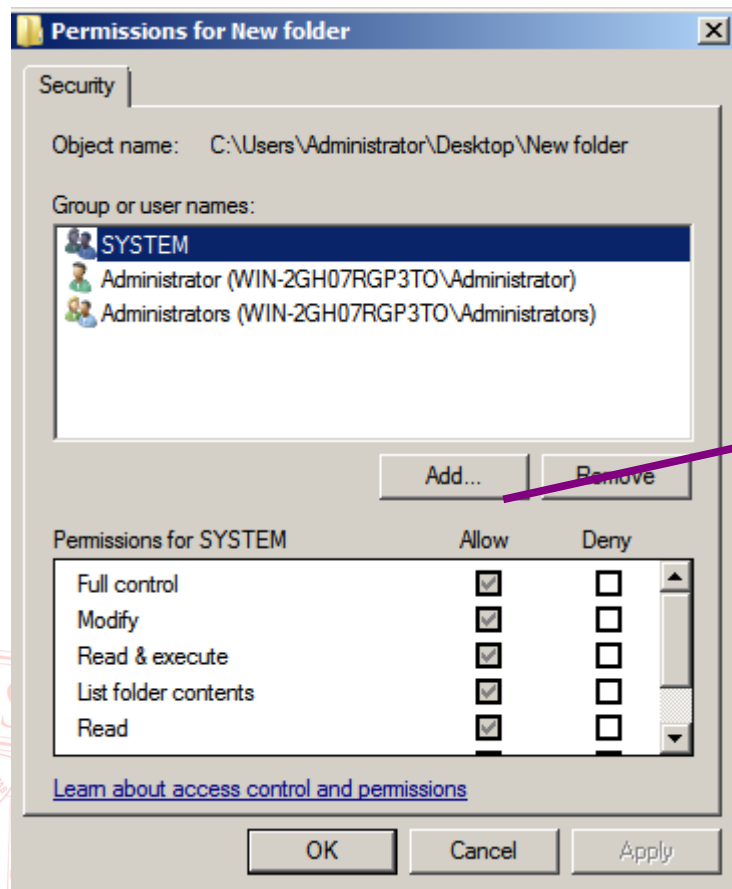 Permissions for New folder
Security
Object name: C:\Users\Administrator\Desktop\New folder
Group or user names:
SYSTEM
Administrator (WIN-2GH07RGP3TO\Administrator)
Administrators (WIN-2GH07RGP3TO\Administrators)
Add... Remove
Permissions for SYSTEM Allow Deny
Full control
Modify
Read & execute
List folder contents
Read
Learn about access control and permissions
OK Cancel Apply